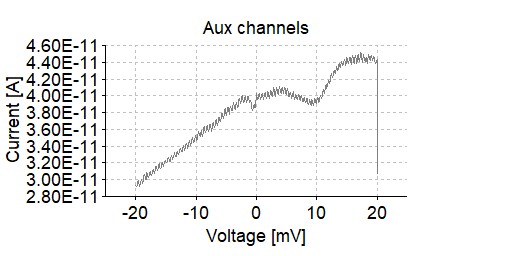 Aux channels
4.60E-11
4.40E-11
4.20E-11
4.00E-11
3.80E-11
3.60E-11
3.40E-11
3.20E-11
3.00E-11
2.80E-11
Current [A]
-20 -10 0 10 20
Voltage [mV]